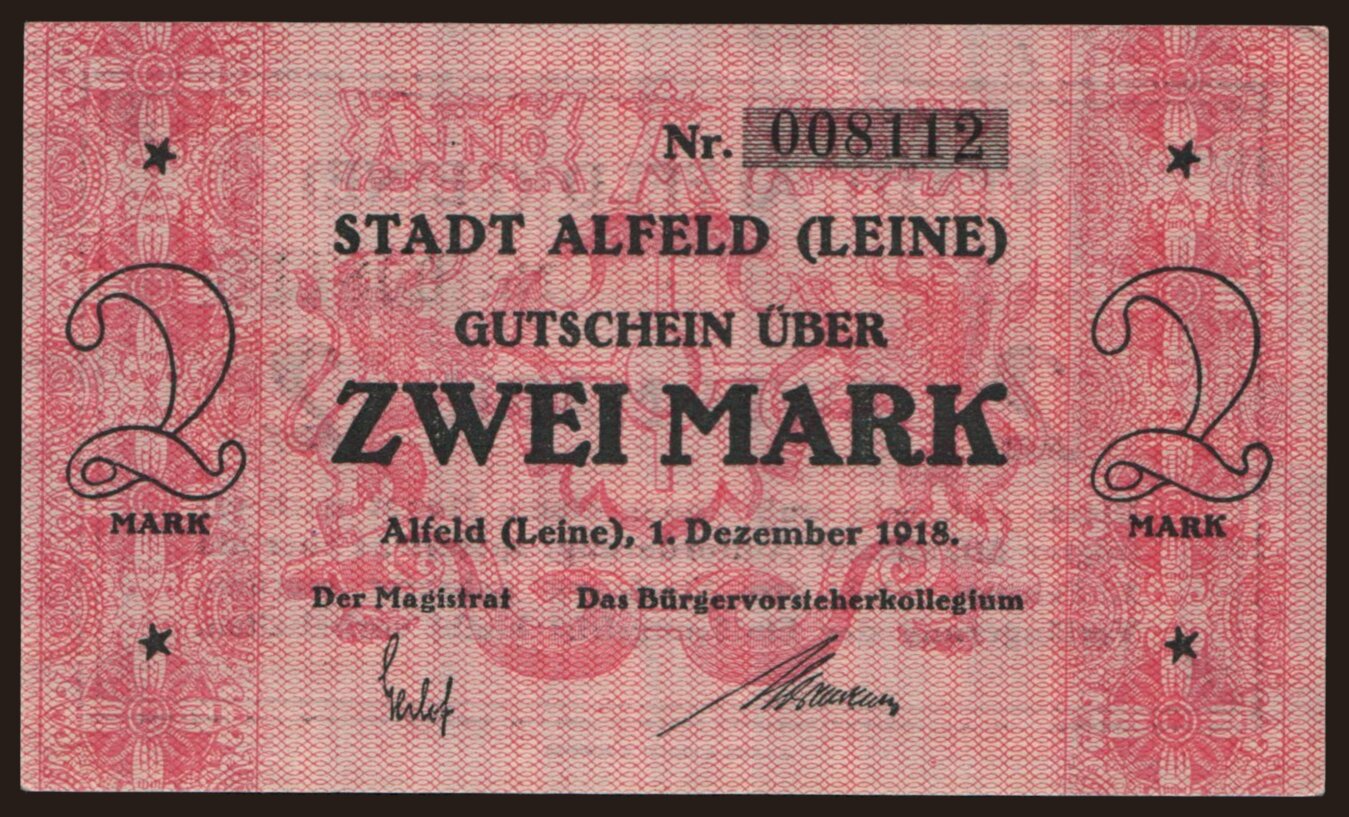 ANNO
Nr. 008112
STADT ALFELD (LEINE)
GUTSCHEIN ÜBER
ZWEI MARK
2 MARK
2 MARK
Alfeld (Leine), 1. Dezember 1918.
Der Magistrat Das Bürgervorsteherkollegium